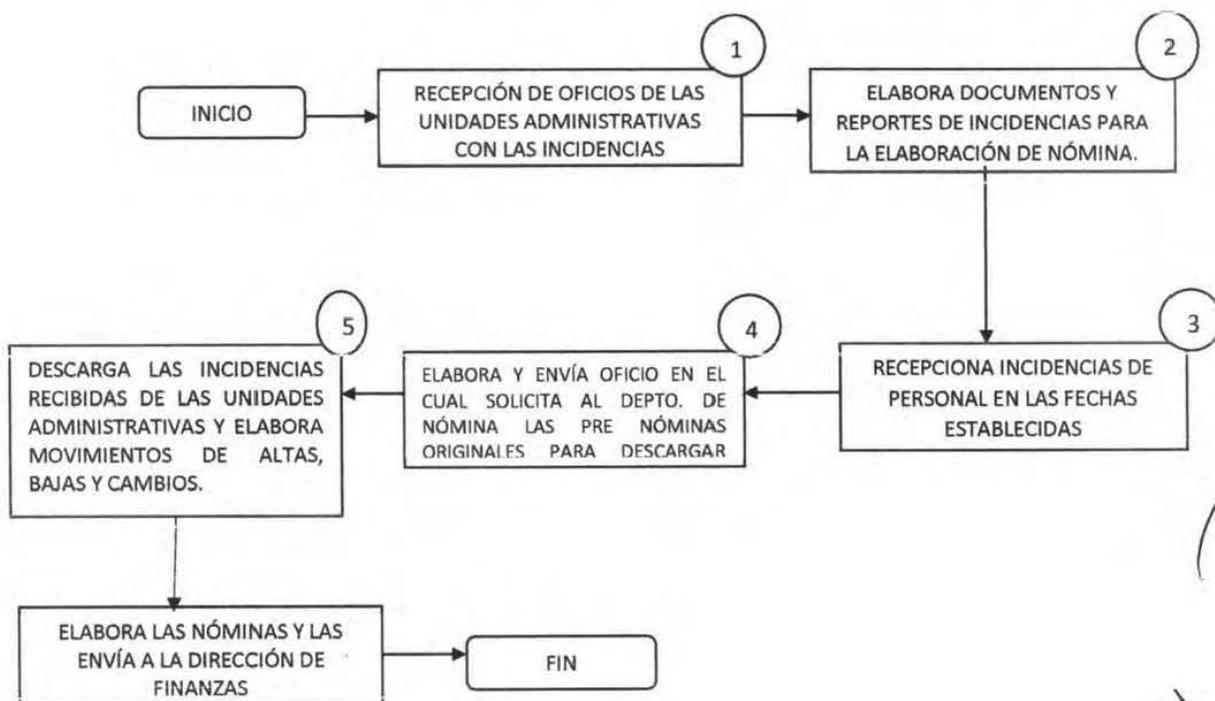 INICIO
1
RECEPCIÓN DE OFICIOS DE LAS
UNIDADES ADMINISTRATIVAS
CON LAS INCIDENCIAS
2
ELABORA DOCUMENTOS Y
REPORTES DE INCIDENCIAS PARA
LA ELABORACIÓN DE NÓMINA.
3
RECEPCIONA INCIDENCIAS DE
PERSONAL EN LAS FECHAS
ESTABLECIDAS
4
ELABORA Y ENVÍA OFICIO EN EL
CUAL SOLICITA AL DEPTO. DE
NÓMINA LAS PRE NÓMINAS
ORIGINALES PARA DESCARGAR
5
DESCARGA LAS INCIDENCIAS
RECIBIDAS DE LAS UNIDADES
ADMINISTRATIVAS Y ELABORA
MOVIMIENTOS DE ALTAS,
BAJAS Y CAMBIOS.
ELABORA LAS NÓMINAS Y LAS
ENVÍA A LA DIRECCIÓN DE
FINANZAS
FIN